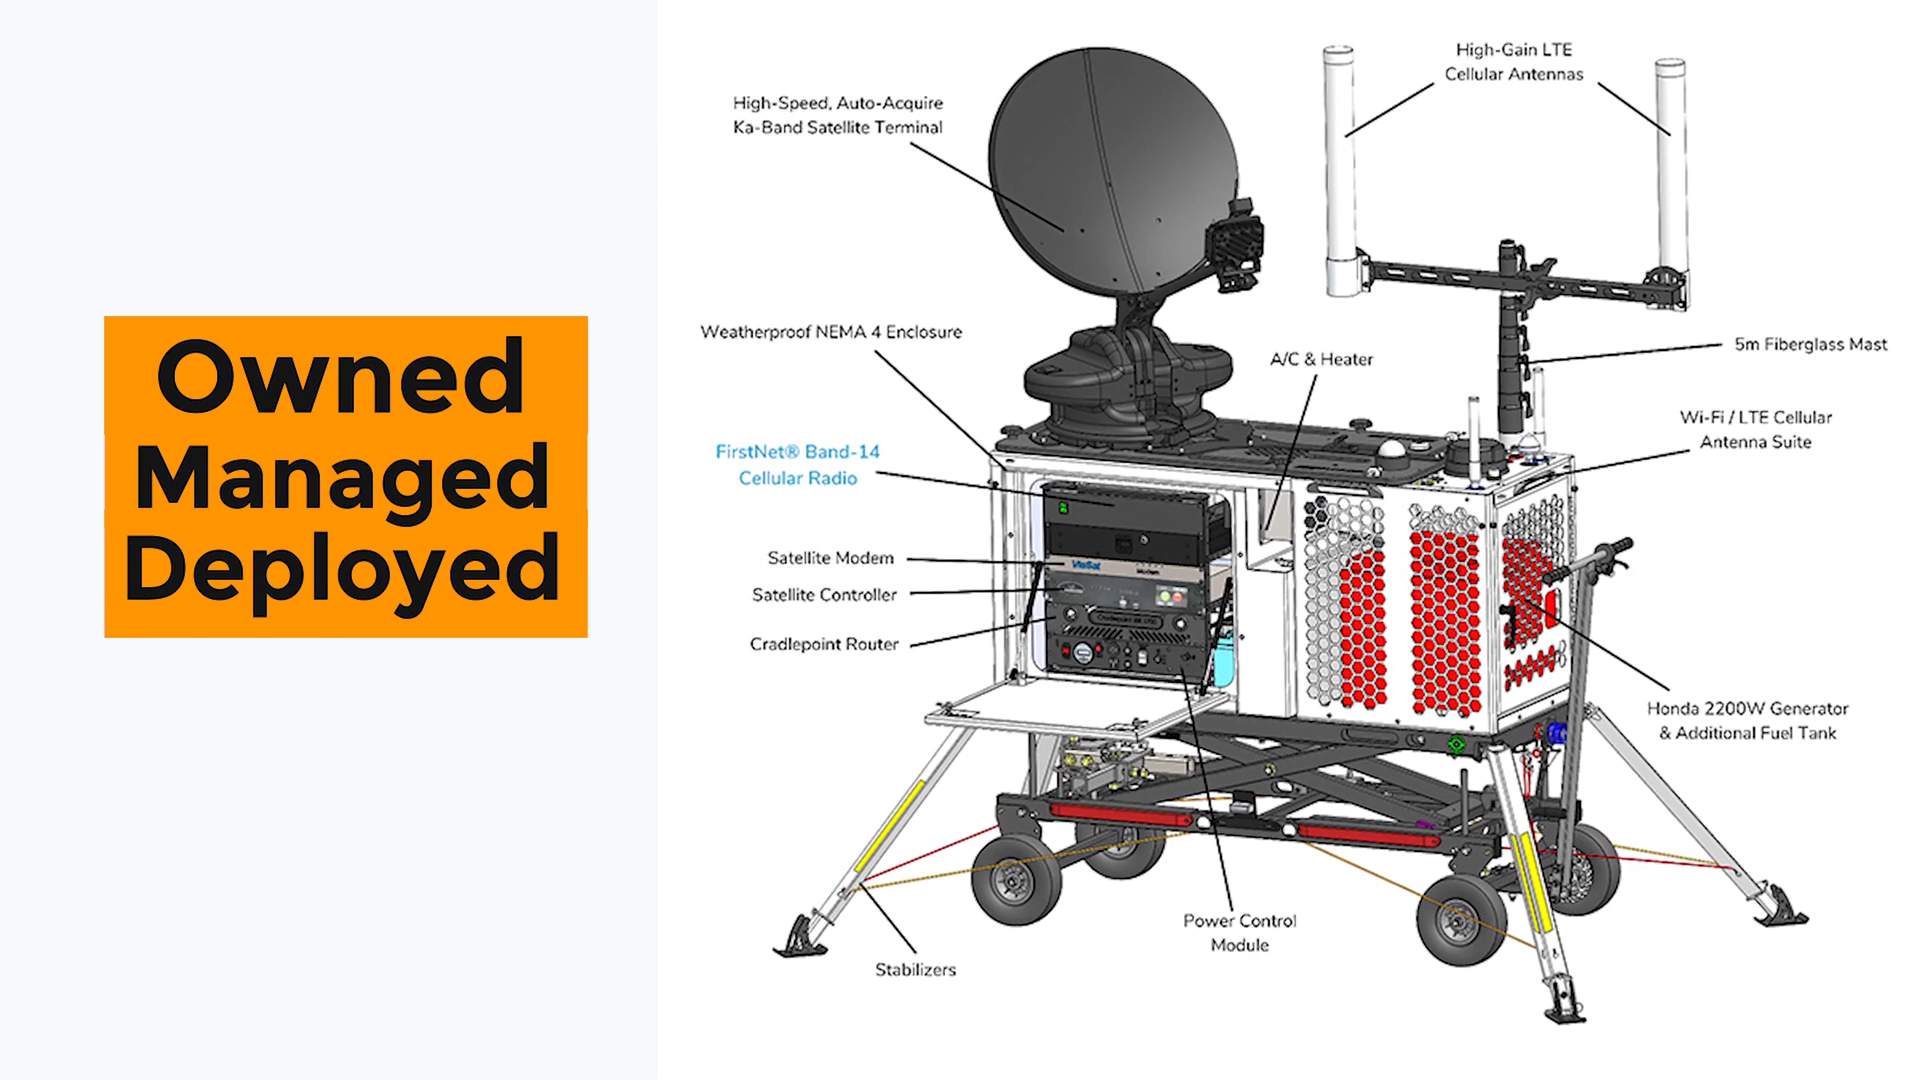 Owned
Managed
Deployed
High-Speed, Auto-Acquire
Ka-Band Satellite Terminal
High-Gain LTE
Cellular Antennas
Weatherproof NEMA 4 Enclosure
A/C & Heater
5m Fiberglass Mast
Wi-Fi / LTE Cellular
Antenna Suite
FirstNet® Band-14
Cellular Radio
Satellite Modem
ViaSat
Satellite Controller
Cradlepoint Router
Honda 2200W Generator
& Additional Fuel Tank
Power Control
Module
Stabilizers